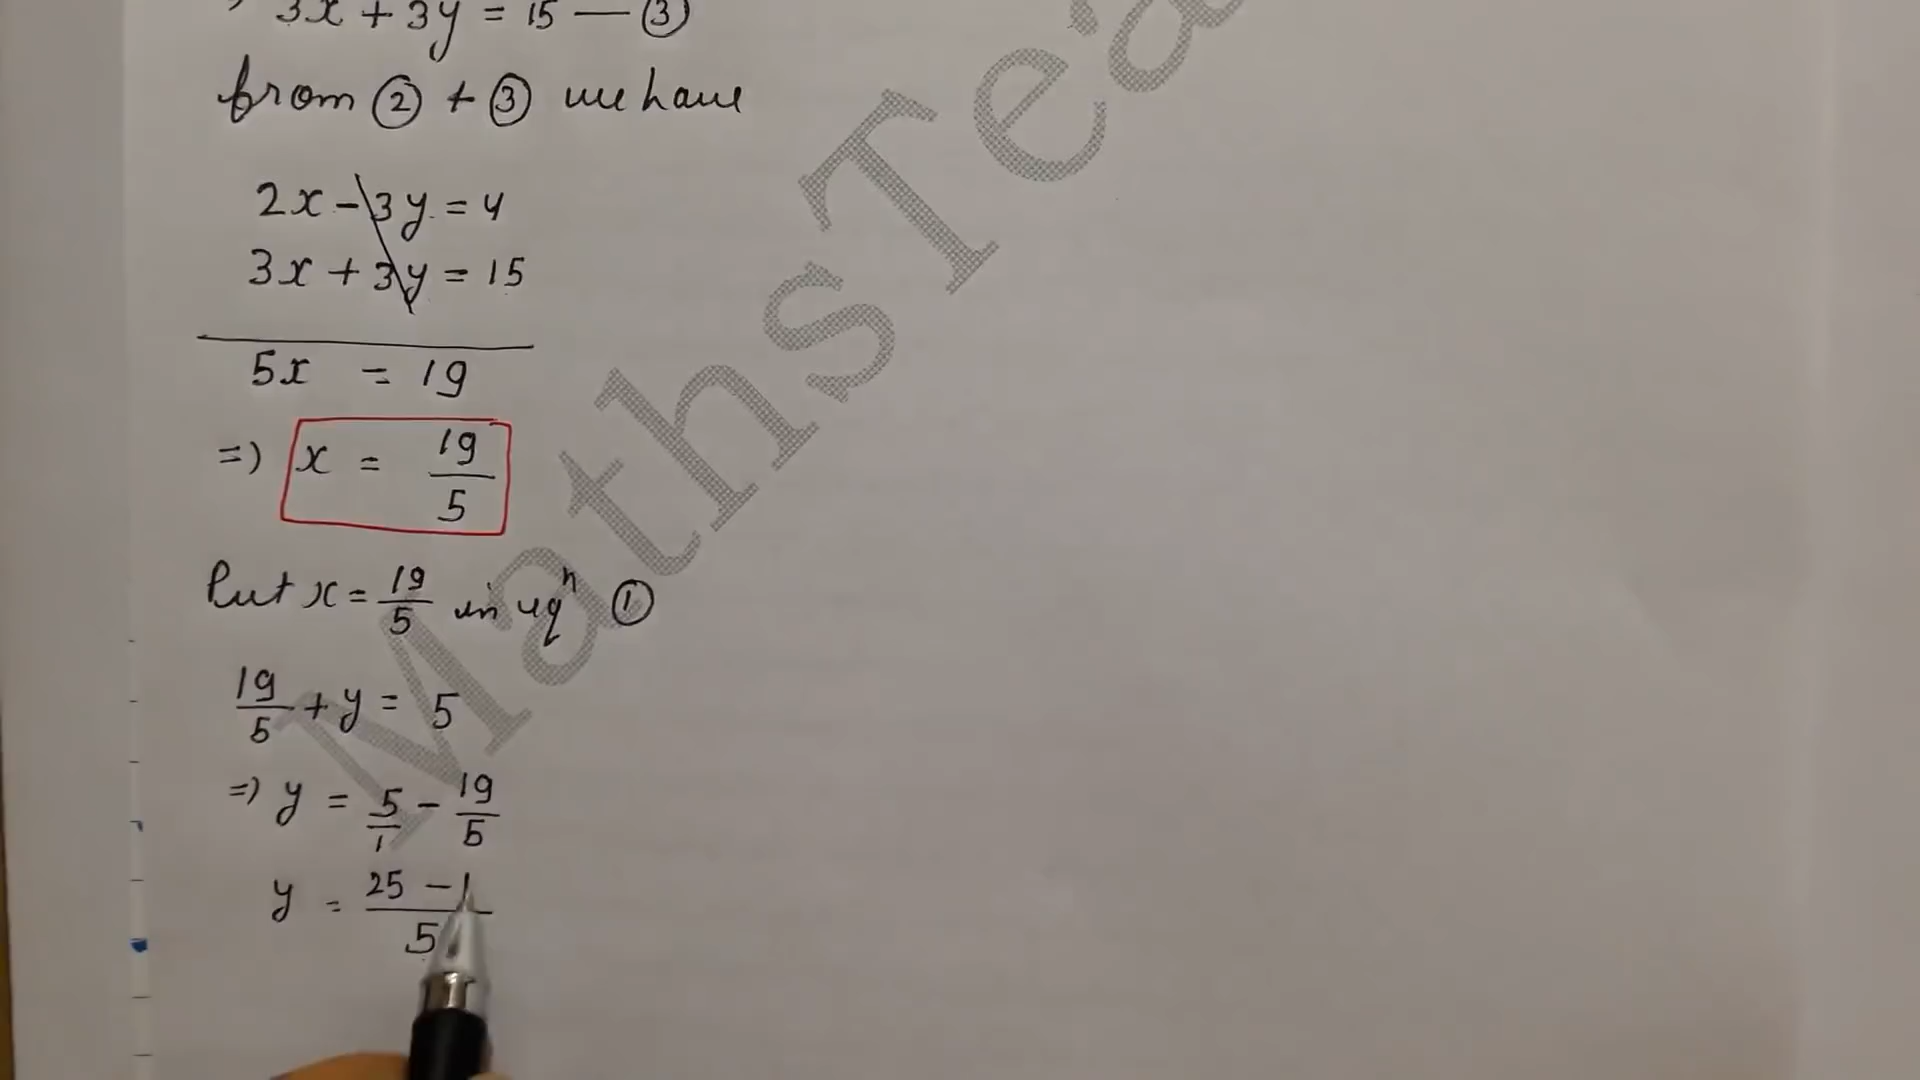 3x + 3y = 15 — ③
from ② + ③ we have
2x - 3y = 4
3x + 3y = 15
5x = 19
=> x = 19/5
Put x = 19/5 in eqⁿ ①
19/5 + y = 5
=> y = 5/1 - 19/5
y = 25 - 1/5
MathsTea